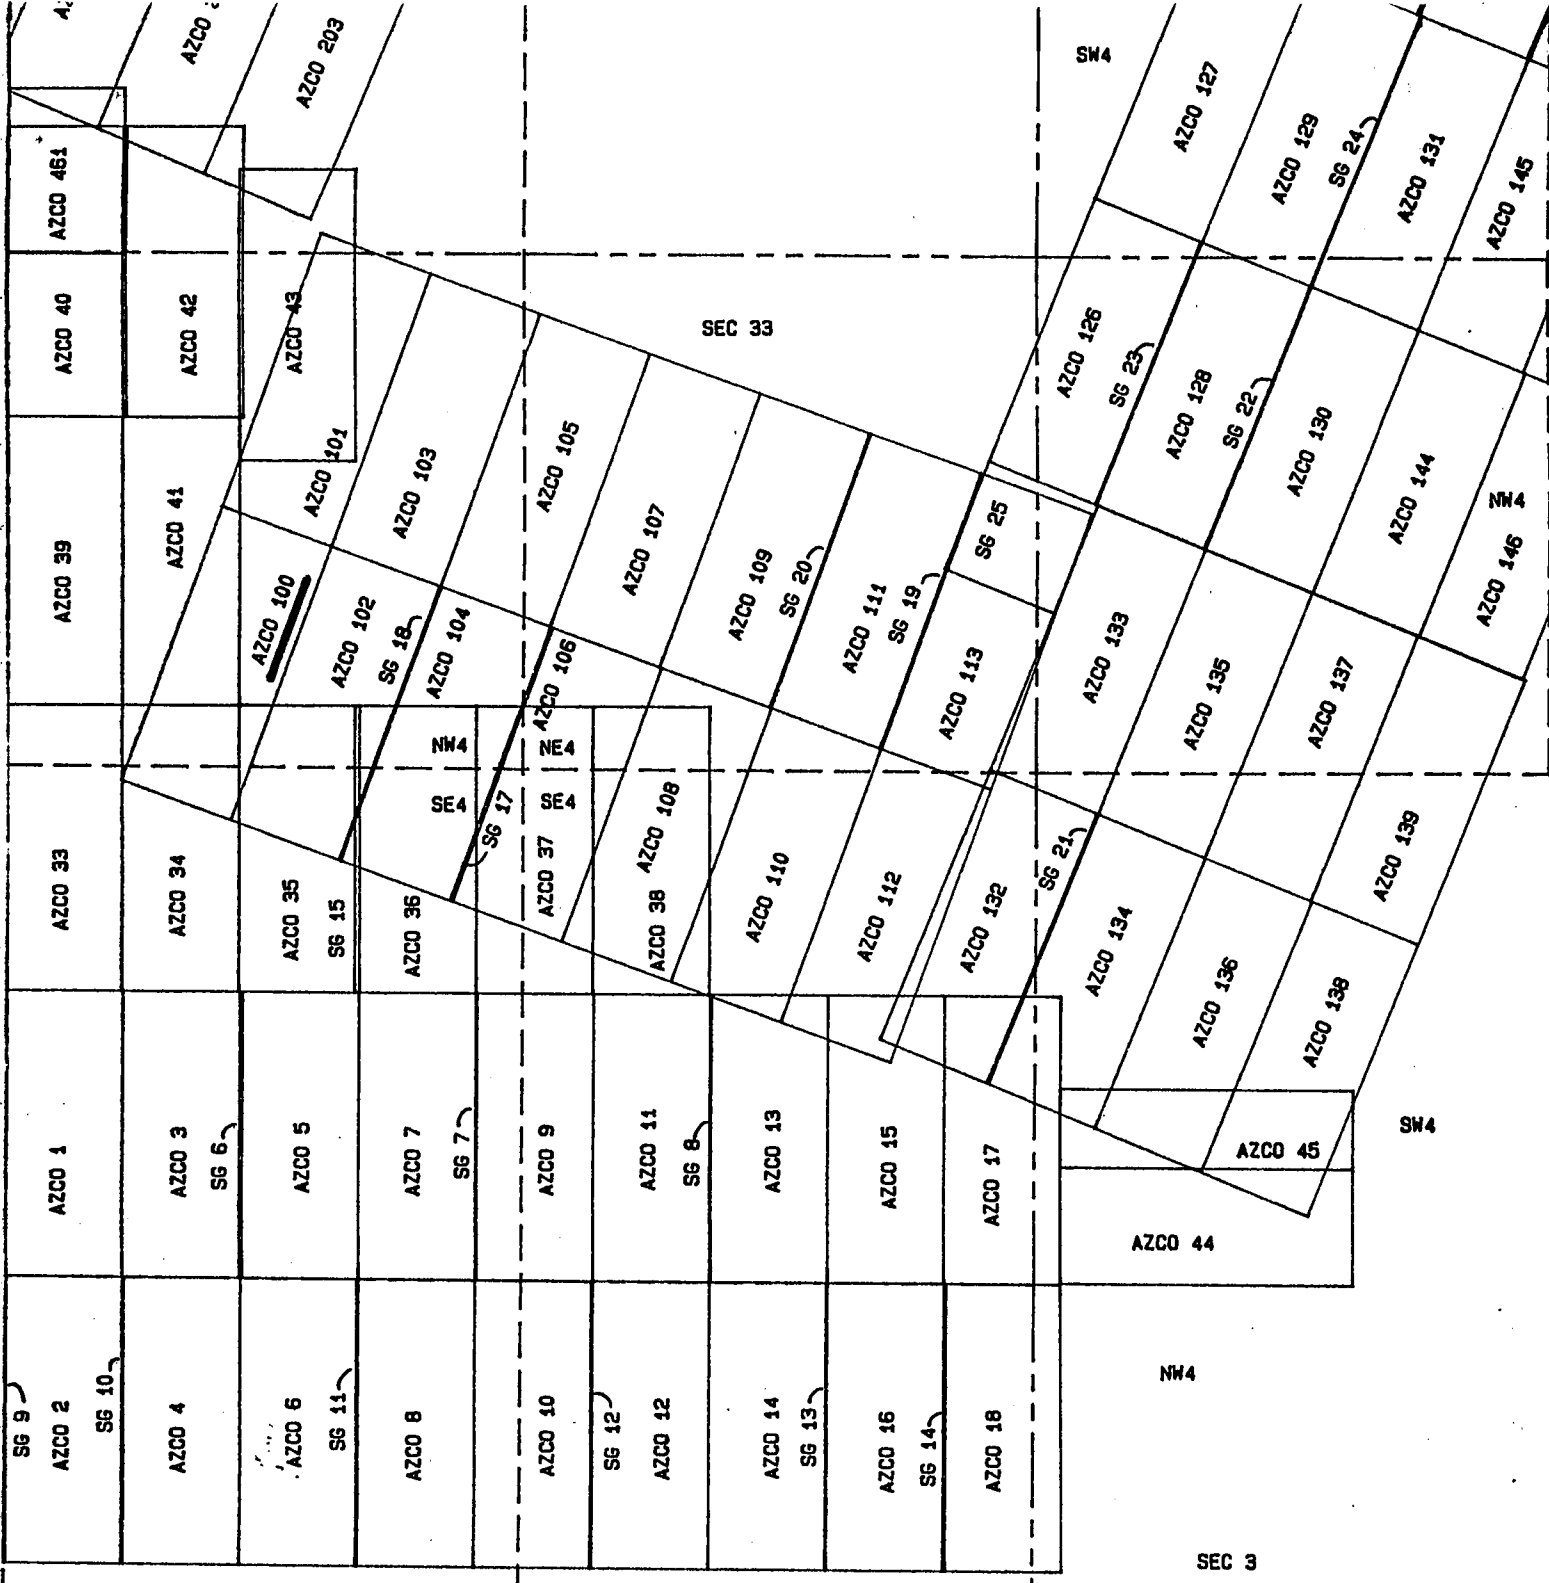 AZCO 203
SW4
AZCO 127
AZCO 129
SG 24
AZCO 131
AZCO 145
AZCO 461
AZCO 40
AZCO 42
AZCO 43
SEC 33
AZCO 126
SG 23
AZCO 128
SG 22
AZCO 130
AZCO 144
NW4
AZCO 146
AZCO 39
AZCO 41
AZCO 101
AZCO 103
AZCO 105
AZCO 107
AZCO 109
SG 20
AZCO 111
SG 19
SG 25
AZCO 113
AZCO 133
AZCO 135
AZCO 137
AZCO 139
AZCO 100
AZCO 102
SG 18
AZCO 104
AZCO 106
NW4
NE4
SE4
SE4
SG 17
AZCO 108
AZCO 110
AZCO 112
AZCO 132
SG 21
AZCO 134
AZCO 136
AZCO 138
AZCO 33
AZCO 34
AZCO 35
SG 15
AZCO 36
AZCO 37
AZCO 38
AZCO 1
AZCO 3
SG 6
AZCO 5
AZCO 7
SG 7
AZCO 9
AZCO 11
SG 8
AZCO 13
AZCO 15
AZCO 17
AZCO 45
SW4
AZCO 44
SG 9
AZCO 2
SG 10
AZCO 4
AZCO 6
SG 11
AZCO 8
AZCO 10
SG 12
AZCO 12
AZCO 14
SG 13
AZCO 16
SG 14
AZCO 18
NW4
SEC 3